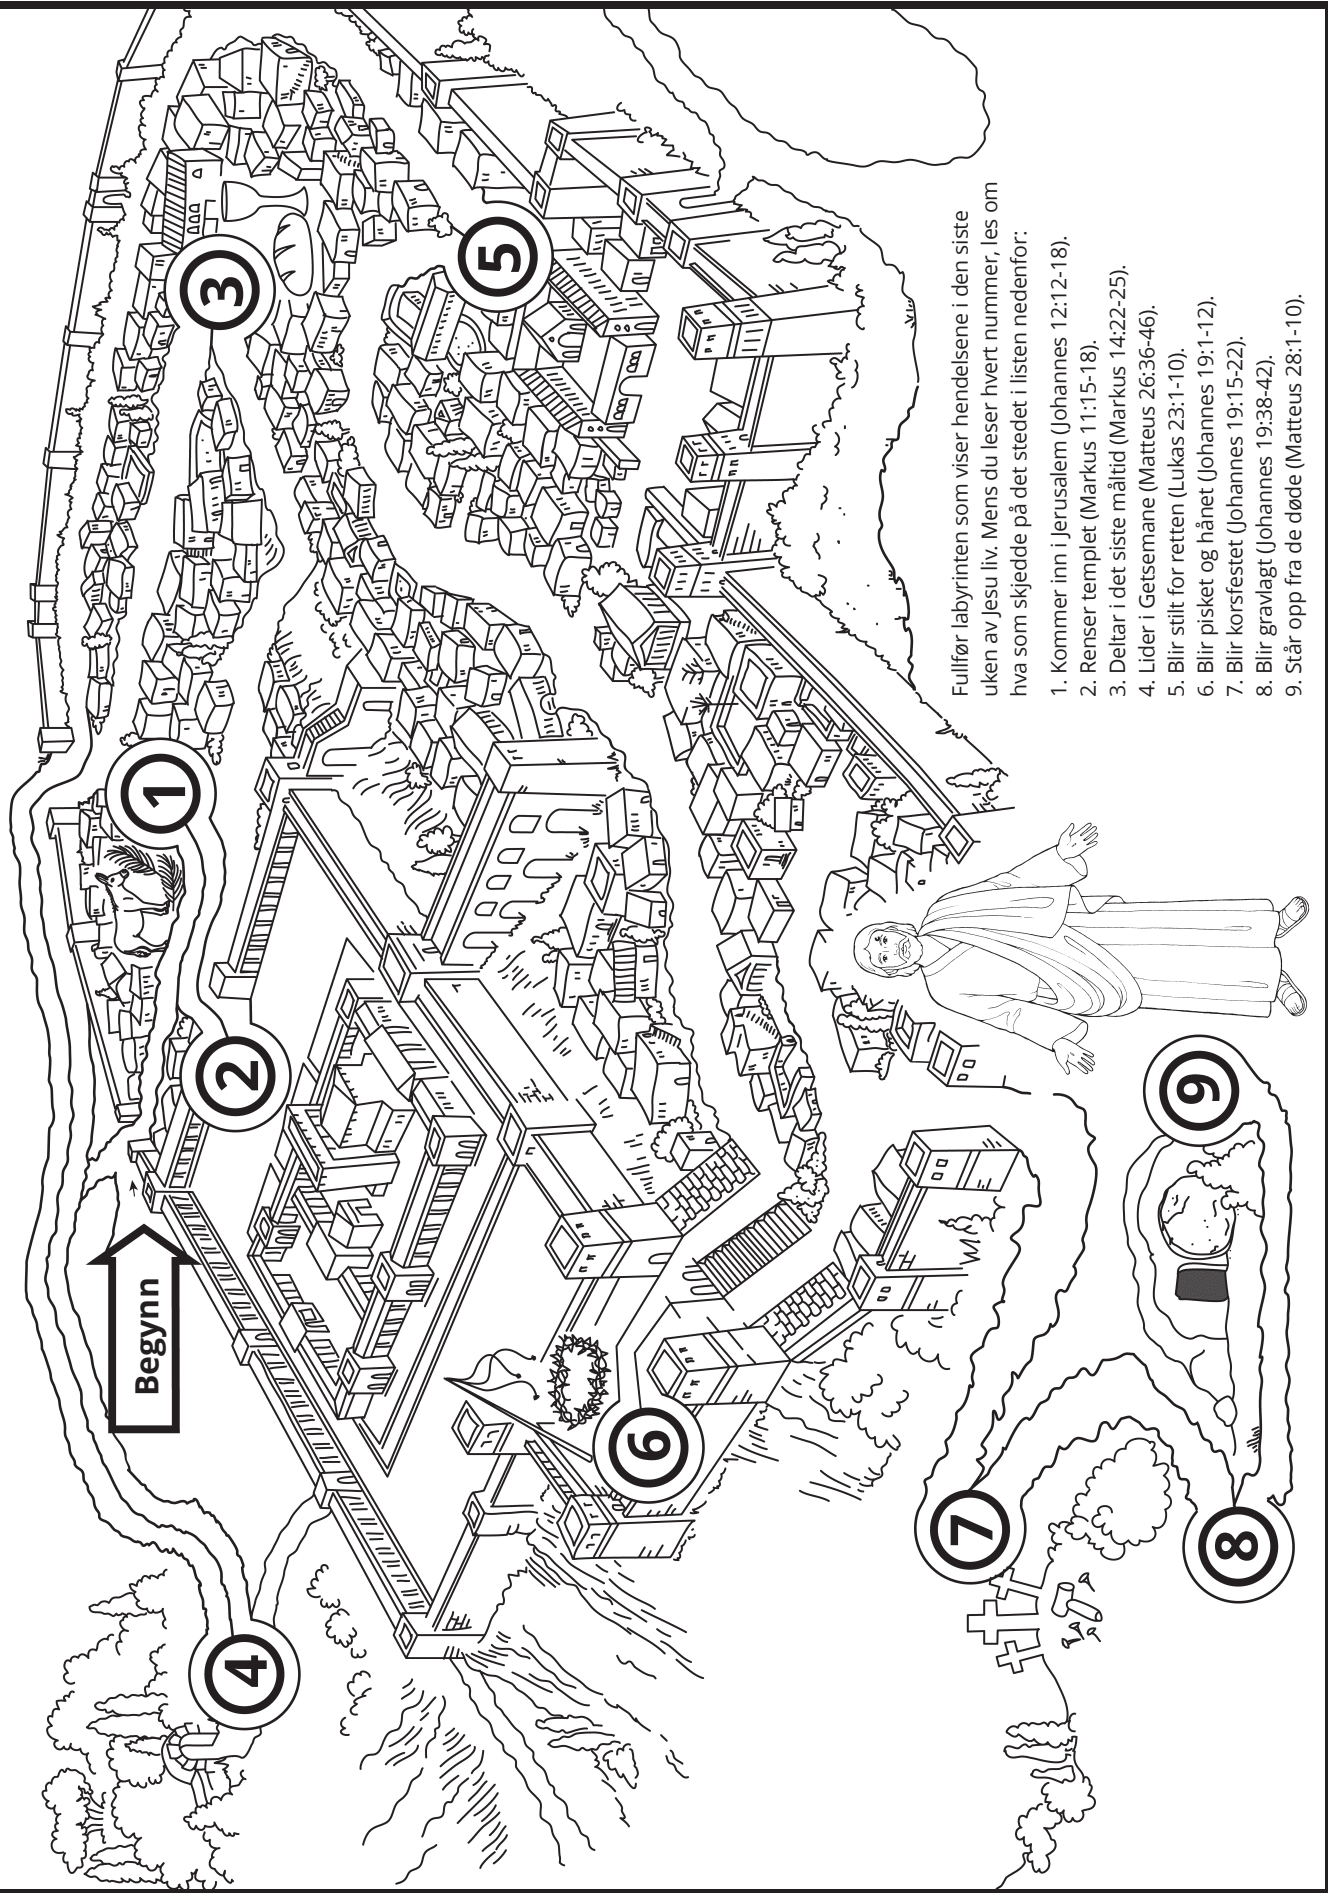 Begynn
1
2
3
4
5
6
7
8
9
Fullfør labyrinten som viser hendelsene i den siste
uken av Jesu liv. Mens du leser hvert nummer, les om
hva som skjedde på det stedet i listen nedenfor:
1. Kommer inn i Jerusalem (Johannes 12:12-18).
2. Renser templet (Markus 11:15-18).
3. Deltar i det siste måltid (Markus 14:22-25).
4. Lider i Getsemane (Matteus 26:36-46).
5. Blir stilt for retten (Lukas 23:1-10).
6. Blir pisket og hånet (Johannes 19:1-12).
7. Blir korsfestet (Johannes 19:15-22).
8. Blir gravlagt (Johannes 19:38-42).
9. Står opp fra de døde (Matteus 28:1-10).